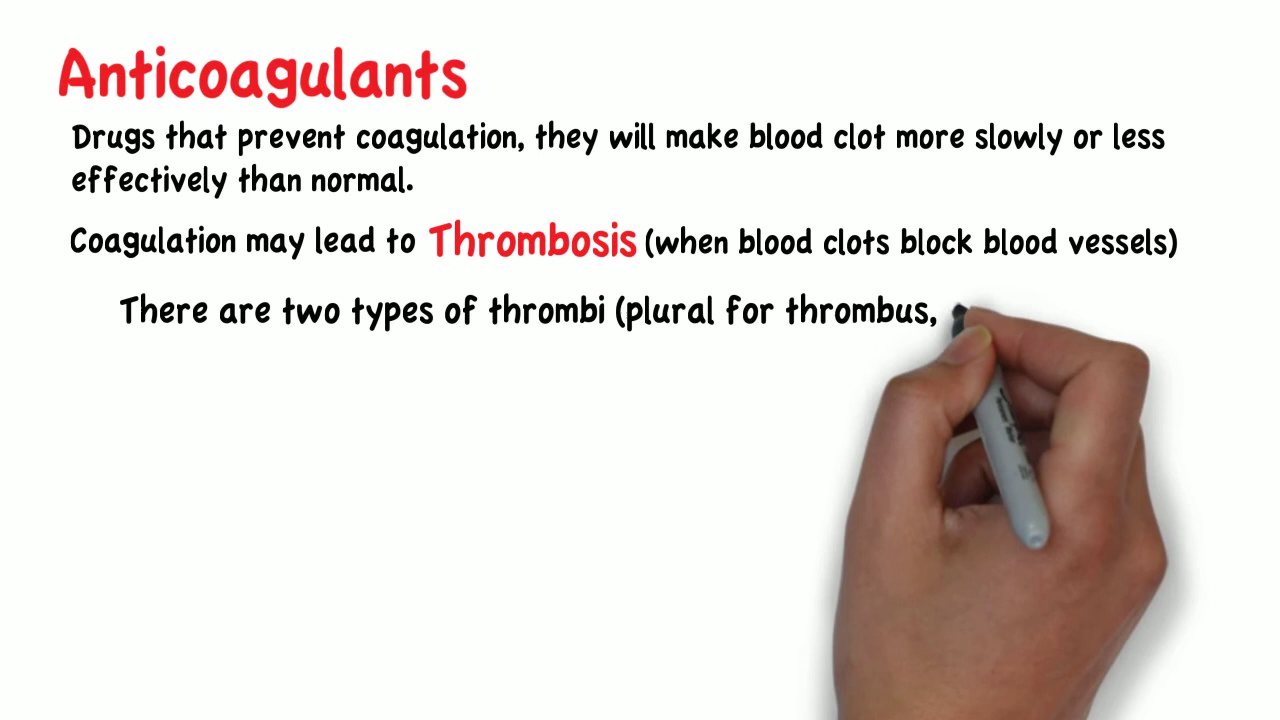 Anticoagulants
Drugs that prevent coagulation, they will make blood clot more slowly or less
effectively than normal.
Coagulation may lead to Thrombosis (when blood clots block blood vessels)
There are two types of thrombi (plural for thrombus,